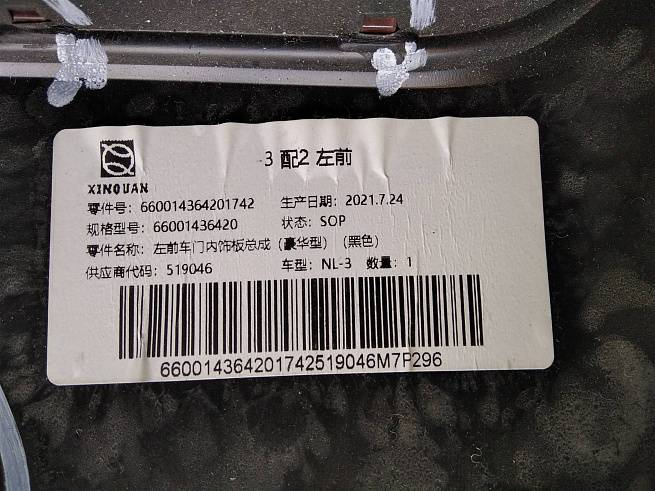 -3 配2 左前
XINQUAN
零件号: 660014364201742 生产日期: 2021.7.24
规格型号: 66001436420 状态: SOP
零件名称: 左前车门内饰板总成 (豪华型) (黑色)
供应商代码: 519046 车型: NL-3 数量: 1
660014364201742519046M7P296